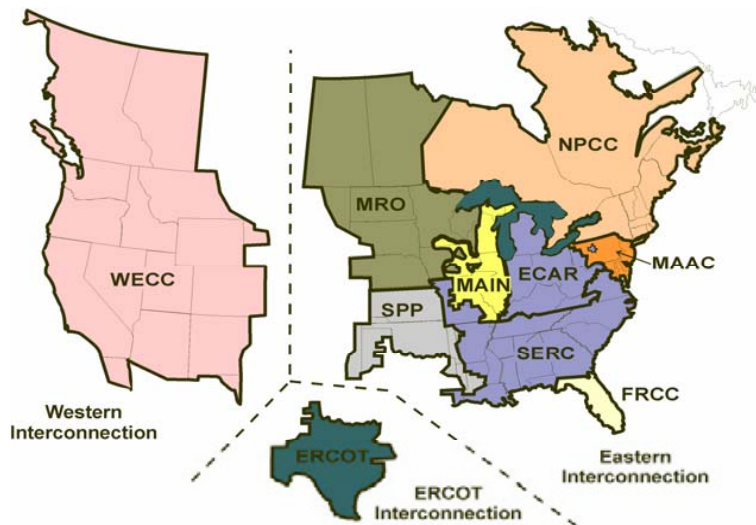 NPCC
MRO
MAAC
WECC
MAIN
ECAR
SPP
SERC
FRCC
Western
Interconnection
ERCOT
Eastern
Interconnection
ERCOT
Interconnection